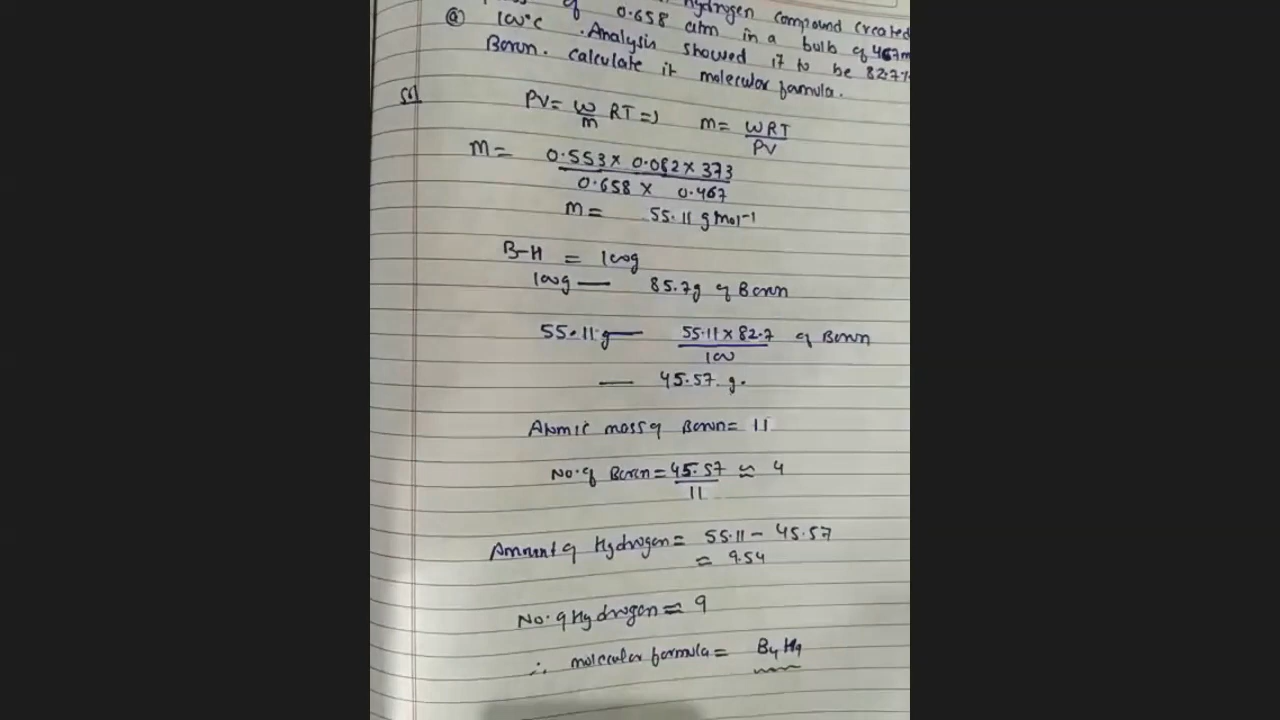 of hydrogen compound created
@ 100°c 0.658 atm in a bulb of 467m
.Analysis showed it to be 82.7%
Boron. calculate it molecular formula.
Sol PV= w/m RT => m= WRT/PV
M= 0.553 x 0.082 x 373 / 0.658 x 0.467
m= 55.11 g mol-1
B-H = 100g
100g — 85.7g of Boron
55.11g — 55.11 x 82.7 / 100 of Boron
— 45.57 g.
Atomic mass of Boron = 11
No. of Boron = 45.57 / 11 ≈ 4
Amount of Hydrogen = 55.11 - 45.57
= 9.54
No. of Hydrogen = 9
∴ molecular formula = B4 H9